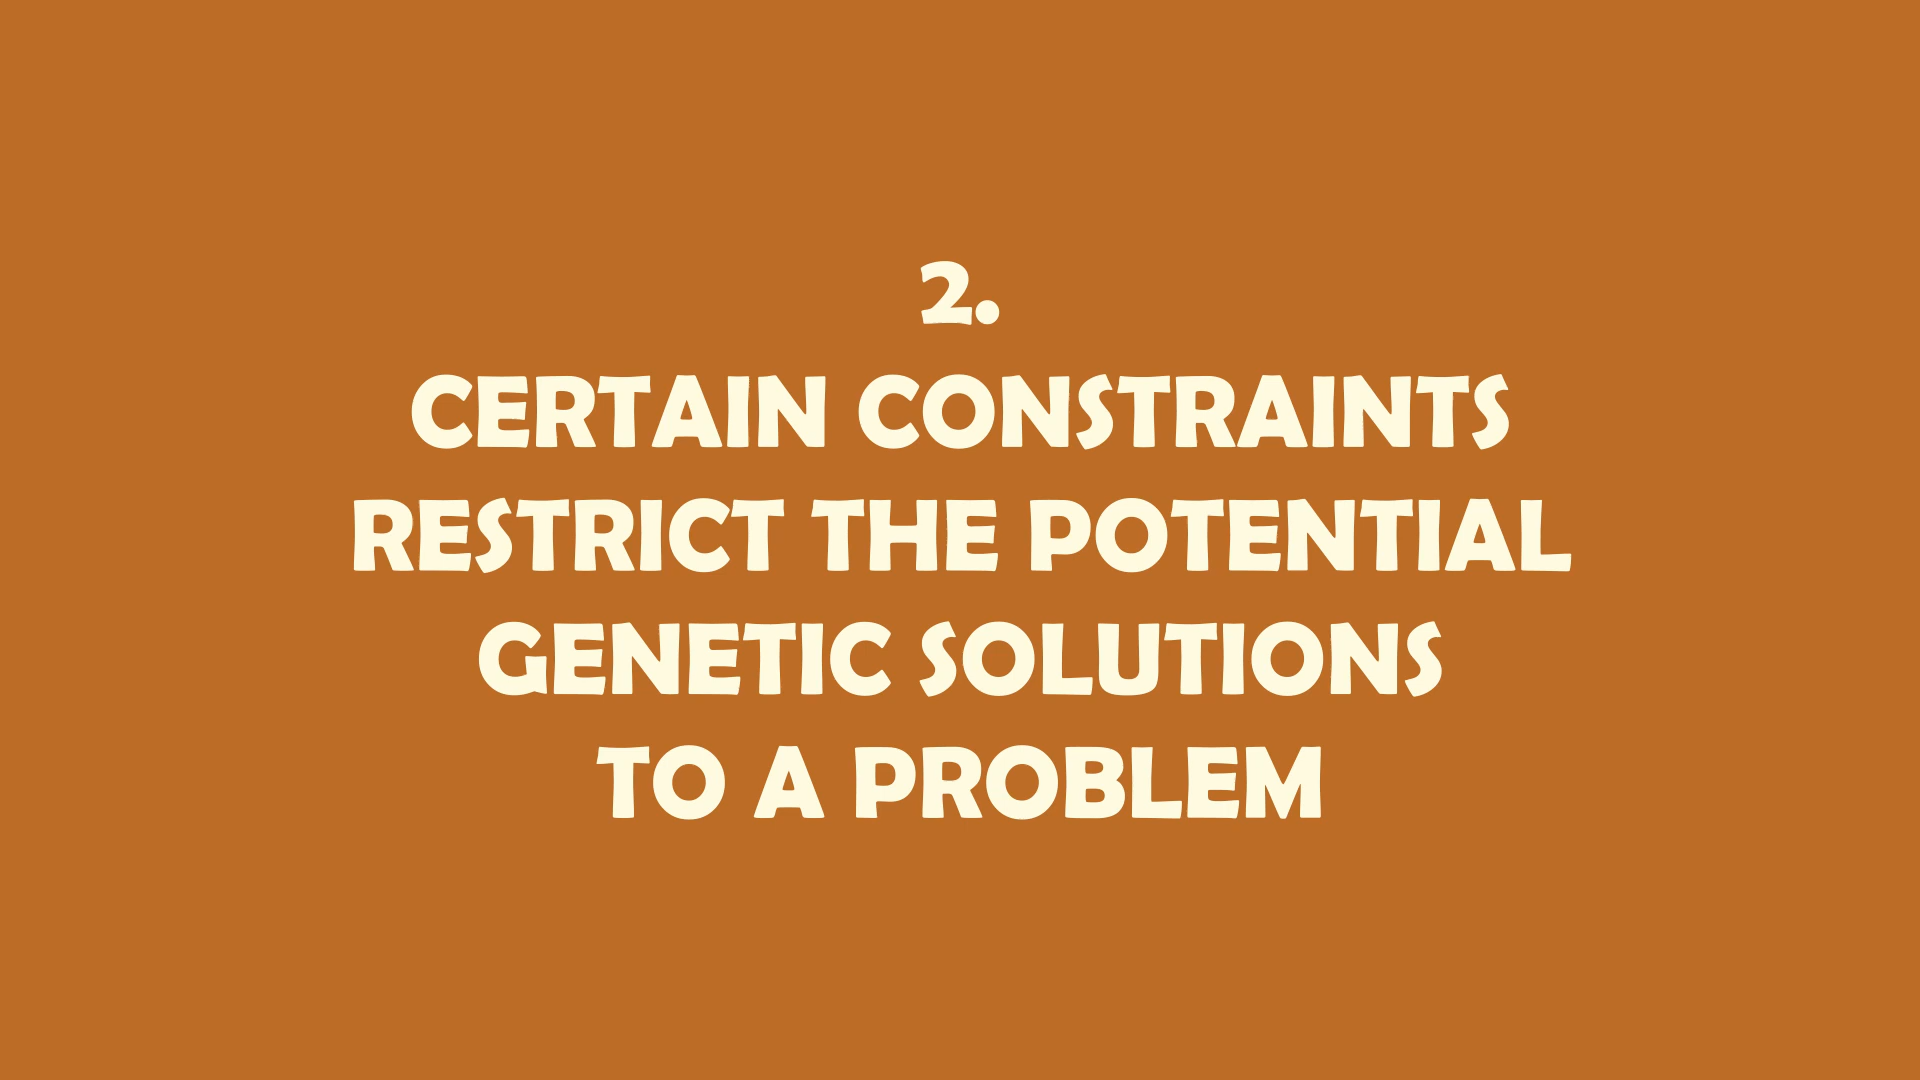 2.
CERTAIN CONSTRAINTS
RESTRICT THE POTENTIAL
GENETIC SOLUTIONS
TO A PROBLEM